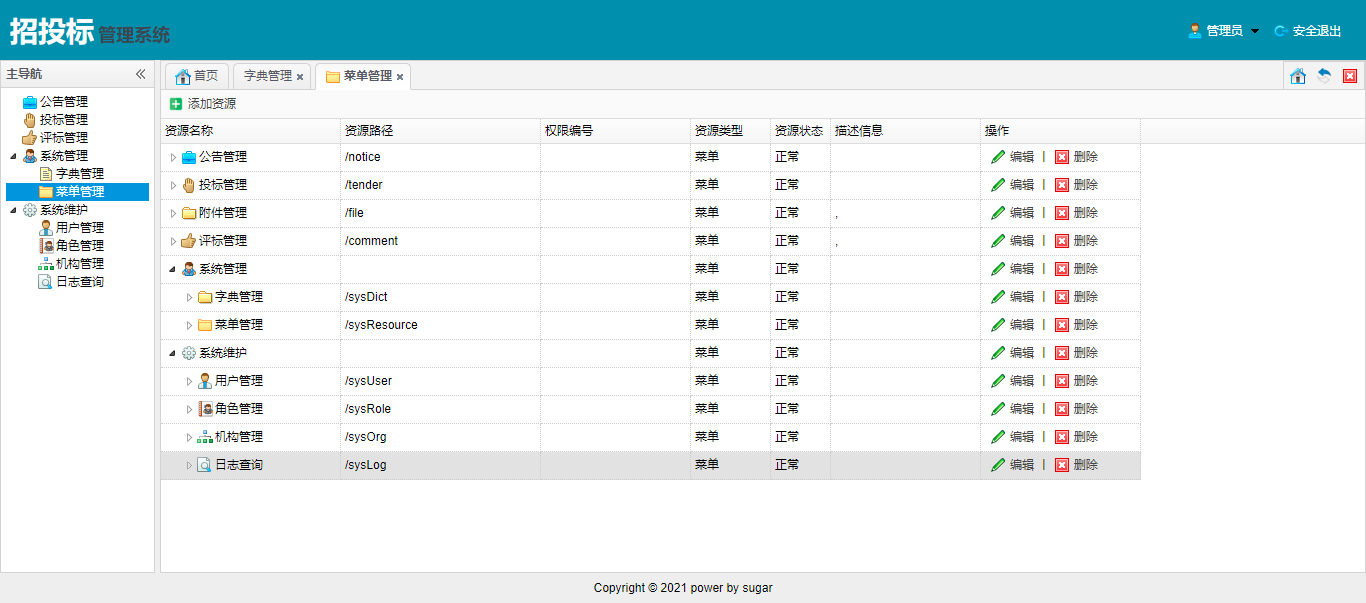 招投标 管理系统
管理员 安全退出
主导航
公告管理
投标管理
评标管理
系统管理
字典管理
菜单管理
系统维护
用户管理
角色管理
机构管理
日志查询
首页 字典管理 菜单管理
添加资源
资源名称 资源路径 权限编号 资源类型 资源状态 描述信息 操作
公告管理 /notice 菜单 正常 编辑 | 删除
投标管理 /tender 菜单 正常 编辑 | 删除
附件管理 /file 菜单 正常 , 编辑 | 删除
评标管理 /comment 菜单 正常 , 编辑 | 删除
系统管理 菜单 正常 编辑 | 删除
字典管理 /sysDict 菜单 正常 编辑 | 删除
菜单管理 /sysResource 菜单 正常 编辑 | 删除
系统维护 菜单 正常 编辑 | 删除
用户管理 /sysUser 菜单 正常 编辑 | 删除
角色管理 /sysRole 菜单 正常 编辑 | 删除
机构管理 /sysOrg 菜单 正常 编辑 | 删除
日志查询 /sysLog 菜单 正常 编辑 | 删除
Copyright © 2021 power by sugar